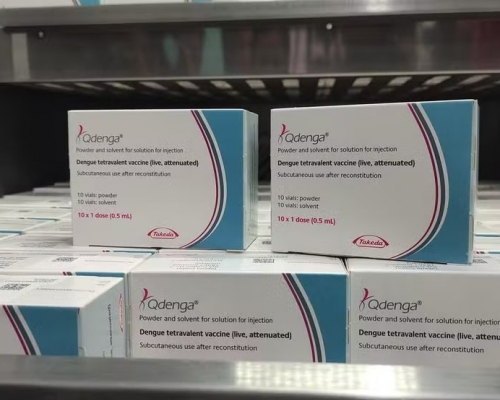 Qdenga®
Powder and solvent for solution for injection
Dengue tetravalent vaccine (live, attenuated)
Subcutaneous use after reconstitution
10 vials: powder
10 vials: solvent
10 x 1 dose (0.5 mL)
Takeda
Qdenga®
Powder and solvent for solution for injection
Dengue tetravalent vaccine (live, attenuated)
Subcutaneous use after reconstitution
10 vials: powder
10 vials: solvent
10 x 1 dose (0.5 mL)
Takeda
Qdenga®
Powder and solvent for solution for injection
Dengue tetravalent vaccine (live, attenuated)
Subcutaneous use after reconstitution
Qdenga®
Powder and solvent for solution for injection
Dengue tetravalent vaccine (live, attenu
Subcutaneous use after reconstitution